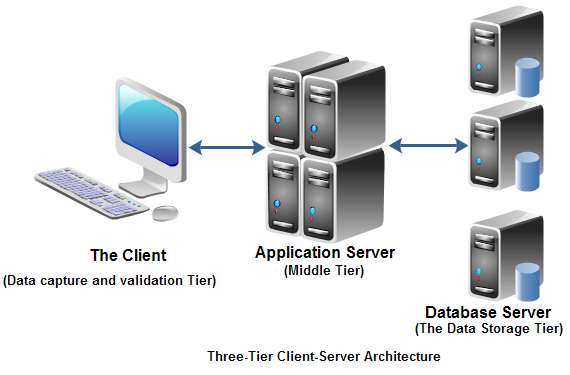 The Client
(Data capture and validation Tier)
Application Server
(Middle Tier)
Database Server
(The Data Storage Tier)
Three-Tier Client-Server Architecture